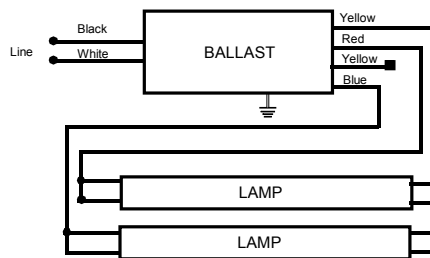 Yellow
Black
Red
Line
White
BALLAST
Yellow
Blue
LAMP
LAMP